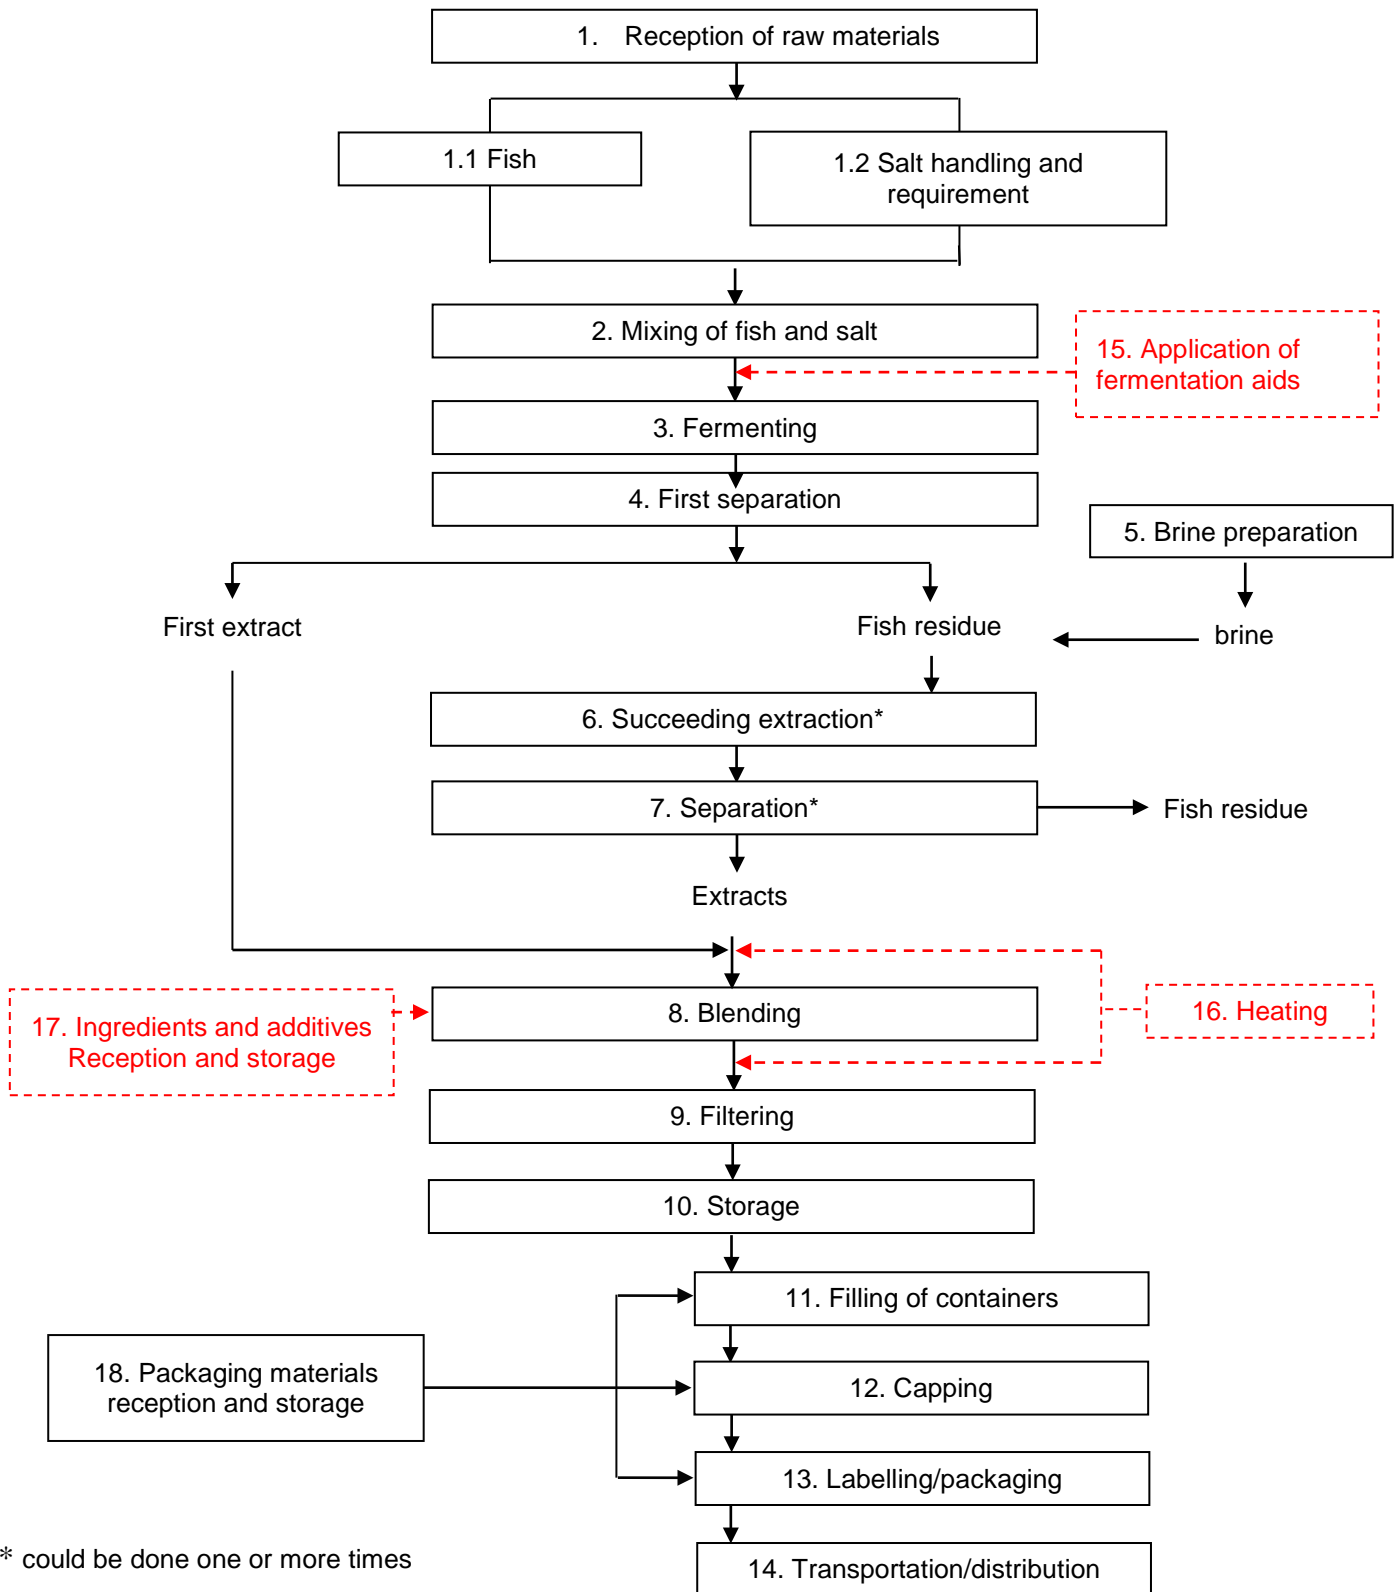 1. Reception of raw materials
1.1 Fish
1.2 Salt handling and
requirement
2. Mixing of fish and salt
15. Application of
fermentation aids
3. Fermenting
4. First separation
5. Brine preparation
First extract
Fish residue
brine
6. Succeeding extraction*
7. Separation*
Fish residue
Extracts
17. Ingredients and additives
Reception and storage
8. Blending
16. Heating
9. Filtering
10. Storage
11. Filling of containers
18. Packaging materials
reception and storage
12. Capping
13. Labelling/packaging
* could be done one or more times
14. Transportation/distribution